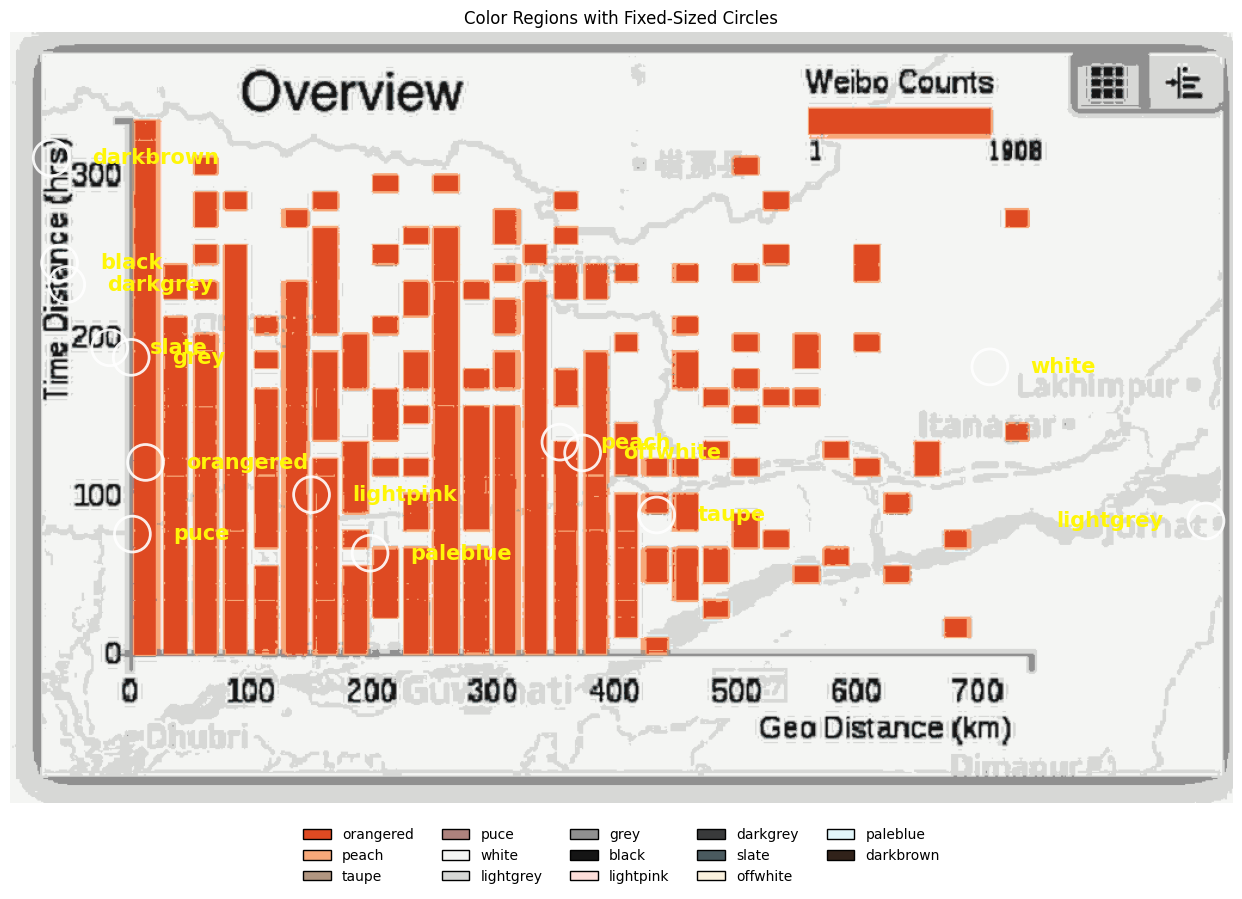 Color Regions with Fixed-Sized Circles
Overview
Weibo Counts
1 1908
Time Distance (hrs)
300
200
100
0
0 100 200 300 400 500 600 700
Geo Distance (km)
darkbrown
black
darkgrey
slate
grey
white
peach
offwhite
orangered
lightpink
taupe
lightgrey
puce
paleblue
Lakhimpur
Itanagar
Jorhat
Guwahati
Dhubri
Dimapur
orangered puce grey darkgrey paleblue
peach white black slate darkbrown
taupe lightgrey lightpink offwhite